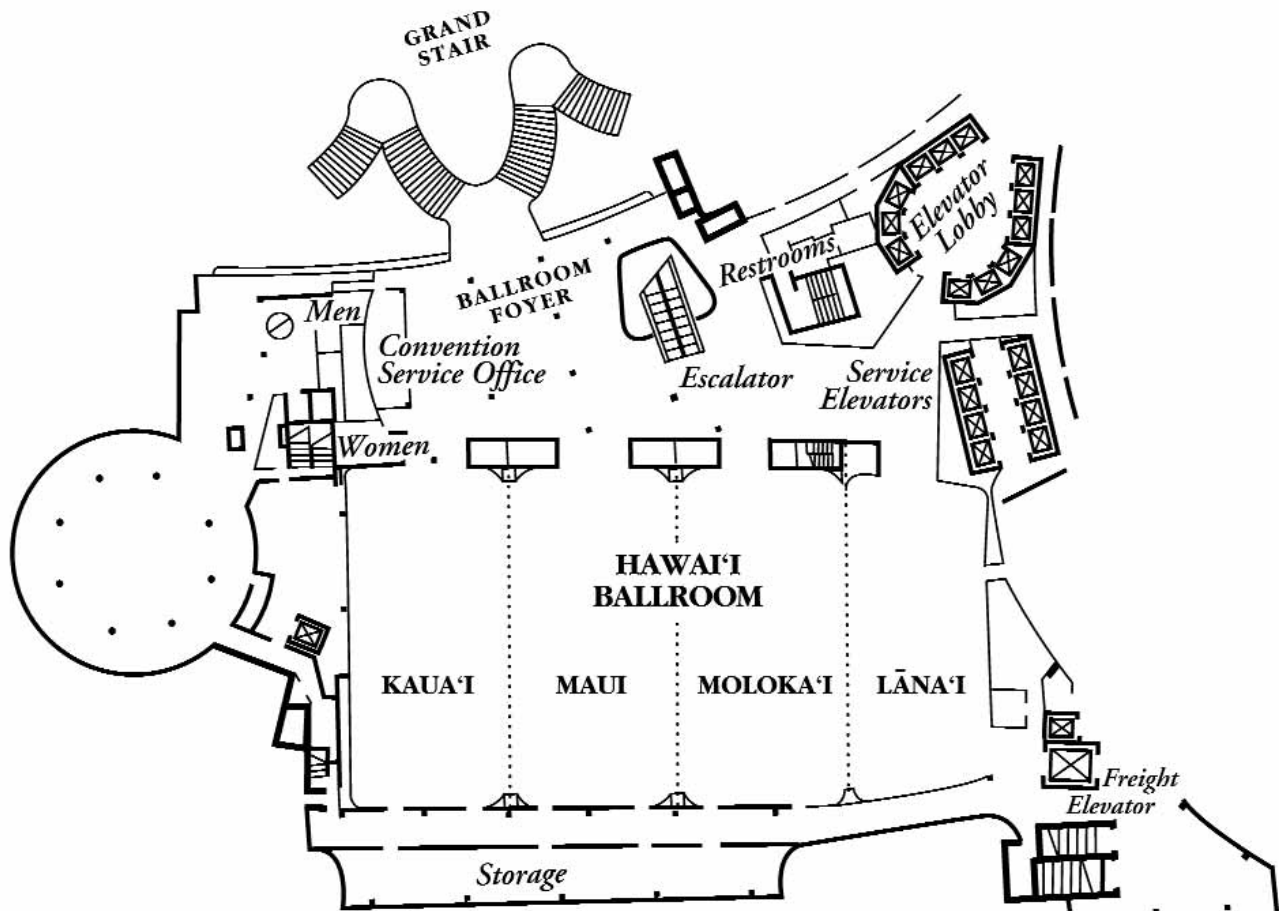 GRAND
STAIR
Elevator
Lobby
Restrooms
BALLROOM
FOYER
Men
Convention
Service Office
Escalator
Service
Elevators
Women
HAWAI‘I
BALLROOM
KAUA‘I
MAUI
MOLOKA‘I
LĀNA‘I
Freight
Elevator
Storage